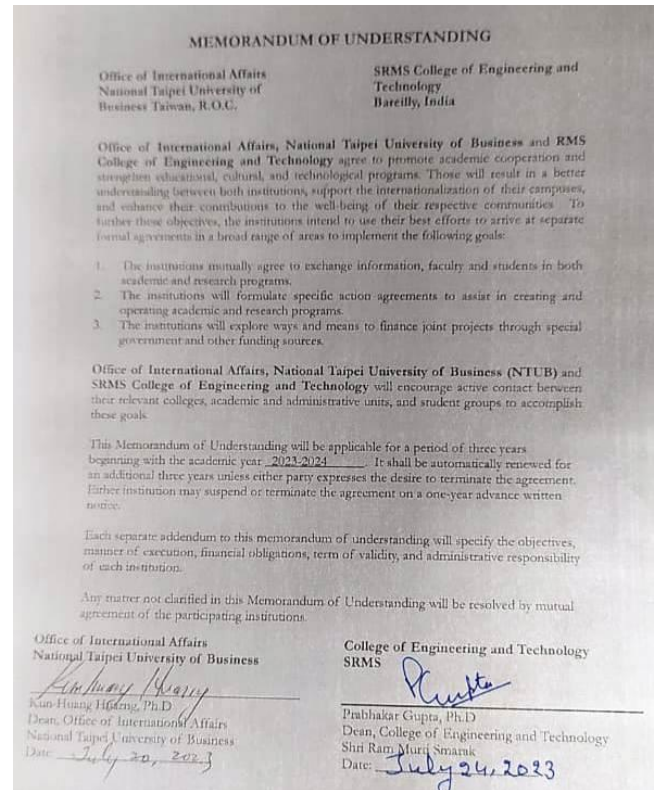 MEMORANDUM OF UNDERSTANDING
Office of International Affairs
National Taipei University of
Business Taiwan, R.O.C.
SRMS College of Engineering and
Technology
Bareilly, India
Office of International Affairs, National Taipei University of Business and RMS
College of Engineering and Technology agree to promote academic cooperation and
strengthen educational, cultural, and technological programs. Those will result in a better
understanding between both institutions, support the internationalization of their campuses,
and enhance their contributions to the well-being of their respective communities. To
further these objectives, the institutions intend to use their best efforts to arrive at separate
formal agreements in a broad range of areas to implement the following goals:
1. The institutions mutually agree to exchange information, faculty and students in both
academic and research programs.
2. The institutions will formulate specific action agreements to assist in creating and
operating academic and research programs.
3. The institutions will explore ways and means to finance joint projects through special
government and other funding sources.
Office of International Affairs, National Taipei University of Business (NTUB) and
SRMS College of Engineering and Technology will encourage active contact between
their relevant colleges, academic and administrative units, and student groups to accomplish
these goals.
This Memorandum of Understanding will be applicable for a period of three years
beginning with the academic year 2023-2024. It shall be automatically renewed for
an additional three years unless either party expresses the desire to terminate the agreement.
Either institution may suspend or terminate the agreement on a one-year advance written
notice.
Each separate addendum to this memorandum of understanding will specify the objectives,
manner of execution, financial obligations, term of validity, and administrative responsibility
of each institution.
Any matter not clarified in this Memorandum of Understanding will be resolved by mutual
agreement of the participating institutions.
Office of International Affairs
National Taipei University of Business
Dean, Office of International Affairs
National Taipei University of Business
Date: July 20, 2023
College of Engineering and Technology
SRMS
PGupta
Prabhakar Gupta, Ph.D
Dean, College of Engineering and Technology
Shri Ram Murti Smarak
Date: July 24, 2023